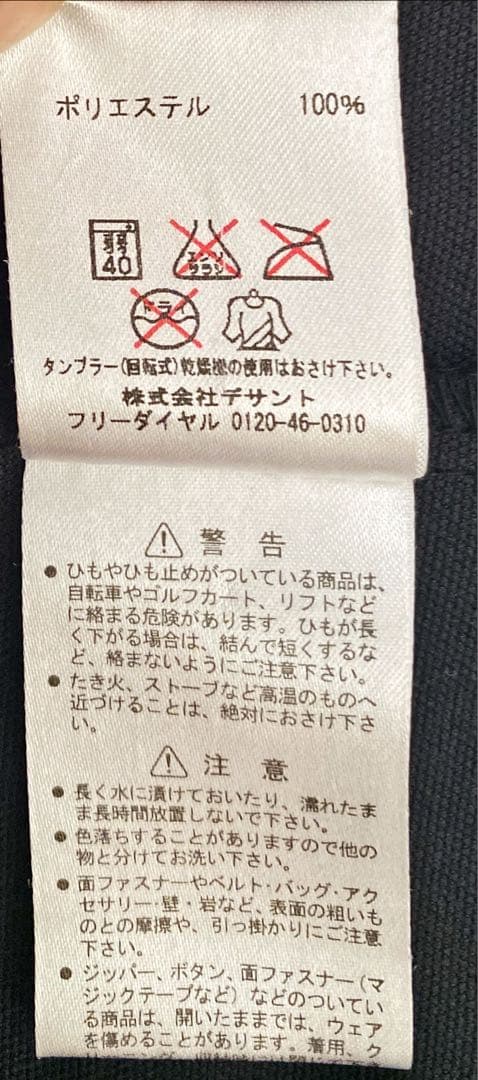 ポリエステル 100%
弱
40
エンソ
サラシ
ドライ
タンブラー(回転式)乾燥機の使用はおさけ下さい。
株式会社デサント
フリーダイヤル 0120-46-0310
警告
● ひもやひも止めがついている商品は、
自転車やゴルフカート、リフトなど
に絡まる危険があります。ひもが長
く下がる場合は、結んで短くするな
ど、絡まないようにご注意下さい。
● たき火、ストーブなど高温のものへ
近づけることは、絶対におさけ下さ
い。
注意
● 長く水に漬けておいたり、濡れたま
ま長時間放置しないで下さい。
● 色落ちすることがありますので他の
物と分けてお洗い下さい。
● 面ファスナーやベルト・バッグ・アク
セサリー・壁・岩など、表面の粗いも
のとの摩擦や、引っ掛かりにご注意
下さい。
● ジッパー、ボタン、面ファスナー(マ
ジックテープなど)などのついてい
る商品は、開いたままでは、ウェア
を傷めることがあります。着用、ク